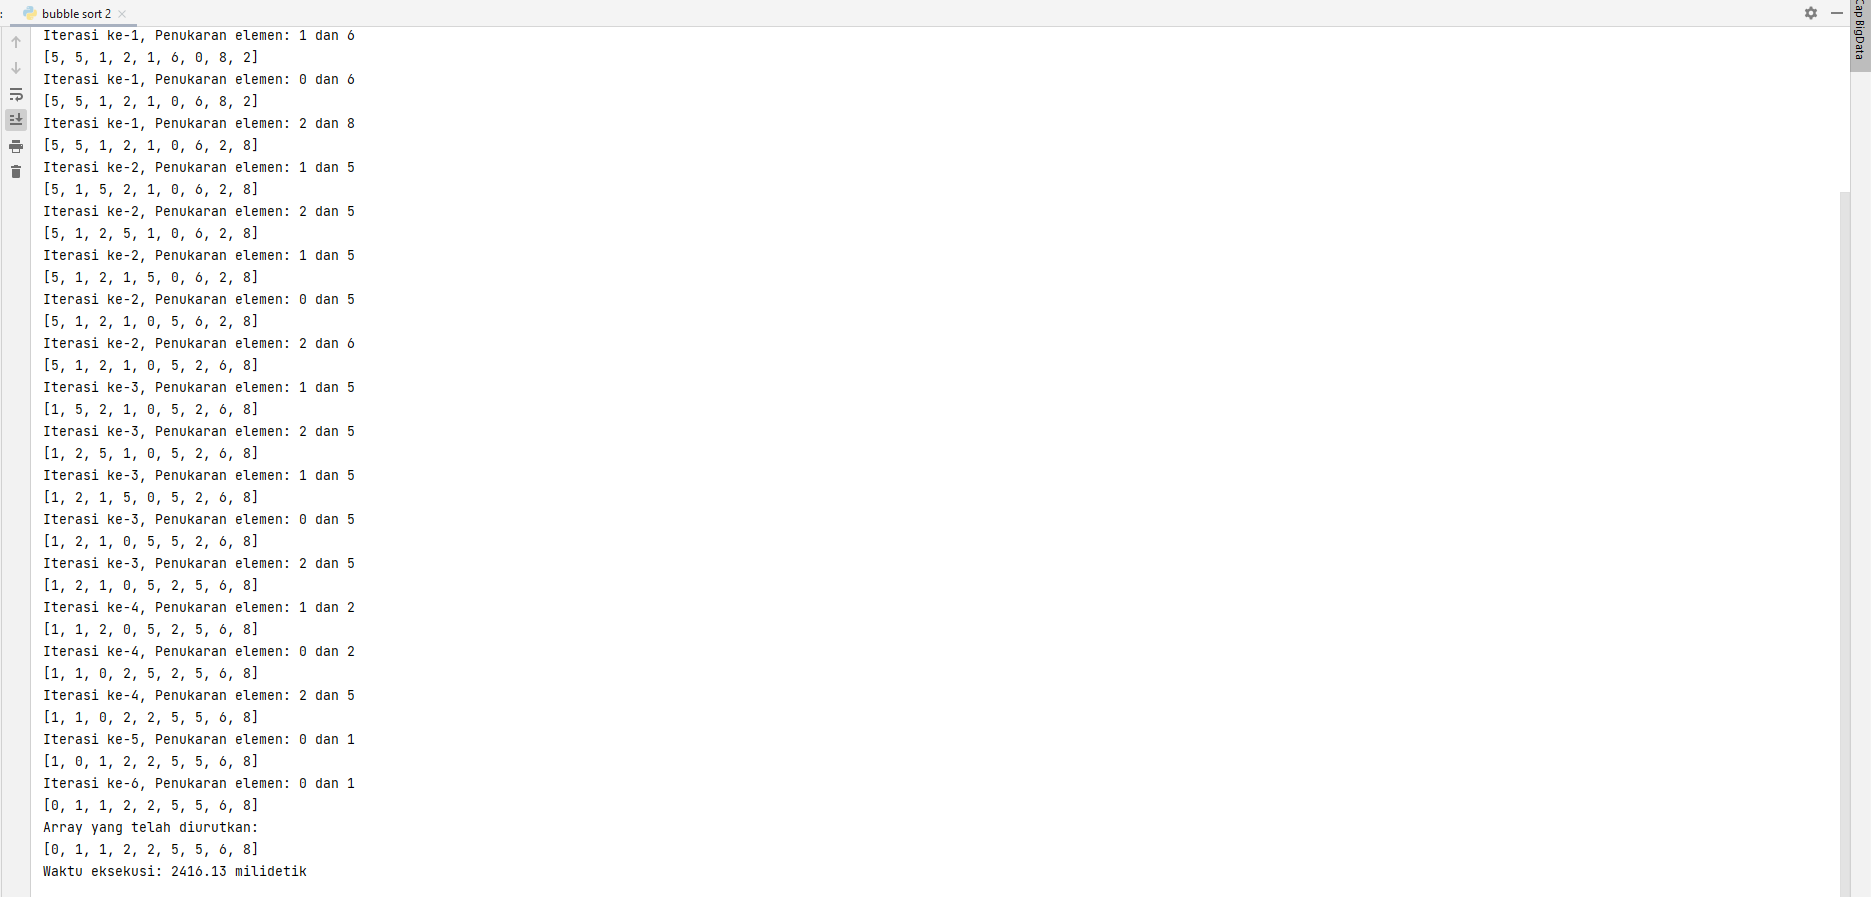 bubble sort 2
Cap BigData
Iterasi ke-1, Penukaran elemen: 1 dan 6
[5, 5, 1, 2, 1, 6, 0, 8, 2]
Iterasi ke-1, Penukaran elemen: 0 dan 6
[5, 5, 1, 2, 1, 0, 6, 8, 2]
Iterasi ke-1, Penukaran elemen: 2 dan 8
[5, 5, 1, 2, 1, 0, 6, 2, 8]
Iterasi ke-2, Penukaran elemen: 1 dan 5
[5, 1, 5, 2, 1, 0, 6, 2, 8]
Iterasi ke-2, Penukaran elemen: 2 dan 5
[5, 1, 2, 5, 1, 0, 6, 2, 8]
Iterasi ke-2, Penukaran elemen: 1 dan 5
[5, 1, 2, 1, 5, 0, 6, 2, 8]
Iterasi ke-2, Penukaran elemen: 0 dan 5
[5, 1, 2, 1, 0, 5, 6, 2, 8]
Iterasi ke-2, Penukaran elemen: 2 dan 6
[5, 1, 2, 1, 0, 5, 2, 6, 8]
Iterasi ke-3, Penukaran elemen: 1 dan 5
[1, 5, 2, 1, 0, 5, 2, 6, 8]
Iterasi ke-3, Penukaran elemen: 2 dan 5
[1, 2, 5, 1, 0, 5, 2, 6, 8]
Iterasi ke-3, Penukaran elemen: 1 dan 5
[1, 2, 1, 5, 0, 5, 2, 6, 8]
Iterasi ke-3, Penukaran elemen: 0 dan 5
[1, 2, 1, 0, 5, 5, 2, 6, 8]
Iterasi ke-3, Penukaran elemen: 2 dan 5
[1, 2, 1, 0, 5, 2, 5, 6, 8]
Iterasi ke-4, Penukaran elemen: 1 dan 2
[1, 1, 2, 0, 5, 2, 5, 6, 8]
Iterasi ke-4, Penukaran elemen: 0 dan 2
[1, 1, 0, 2, 5, 2, 5, 6, 8]
Iterasi ke-4, Penukaran elemen: 2 dan 5
[1, 1, 0, 2, 2, 5, 5, 6, 8]
Iterasi ke-5, Penukaran elemen: 0 dan 1
[1, 0, 1, 2, 2, 5, 5, 6, 8]
Iterasi ke-6, Penukaran elemen: 0 dan 1
[0, 1, 1, 2, 2, 5, 5, 6, 8]
Array yang telah diurutkan:
[0, 1, 1, 2, 2, 5, 5, 6, 8]
Waktu eksekusi: 2416.13 milidetik